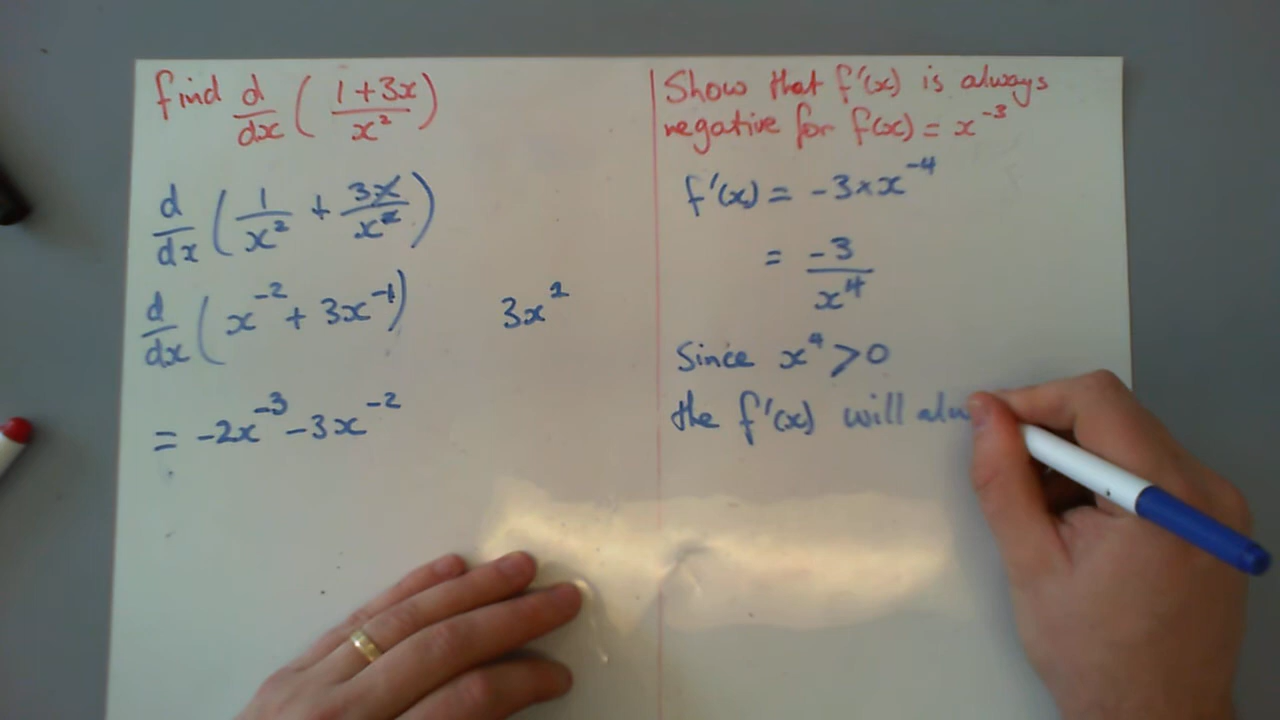 find d/dx ( (1+3x)/x² )
d/dx ( 1/x² + 3x/x² )
d/dx ( x⁻² + 3x⁻¹ )
3x²
= -2x⁻³ - 3x⁻²
Show that f'(x) is always
negative for f(x) = x⁻³
f'(x) = -3 × x⁻⁴
= -3/x⁴
Since x⁴ > 0
the f'(x) will